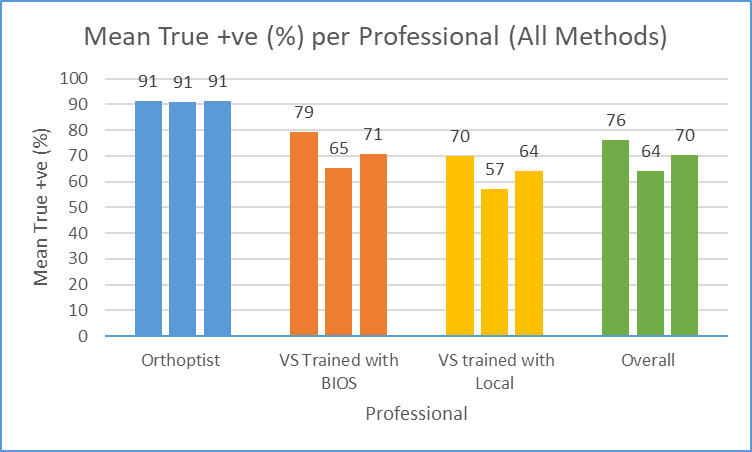 Mean True +ve (%) per Professional (All Methods)
Mean True +ve (%)
100
90
80
70
60
50
40
30
20
10
0
91 91 91
79 65 71
70 57 64
76 64 70
Orthoptist
VS Trained with
BIOS
VS trained with
Local
Overall
Professional